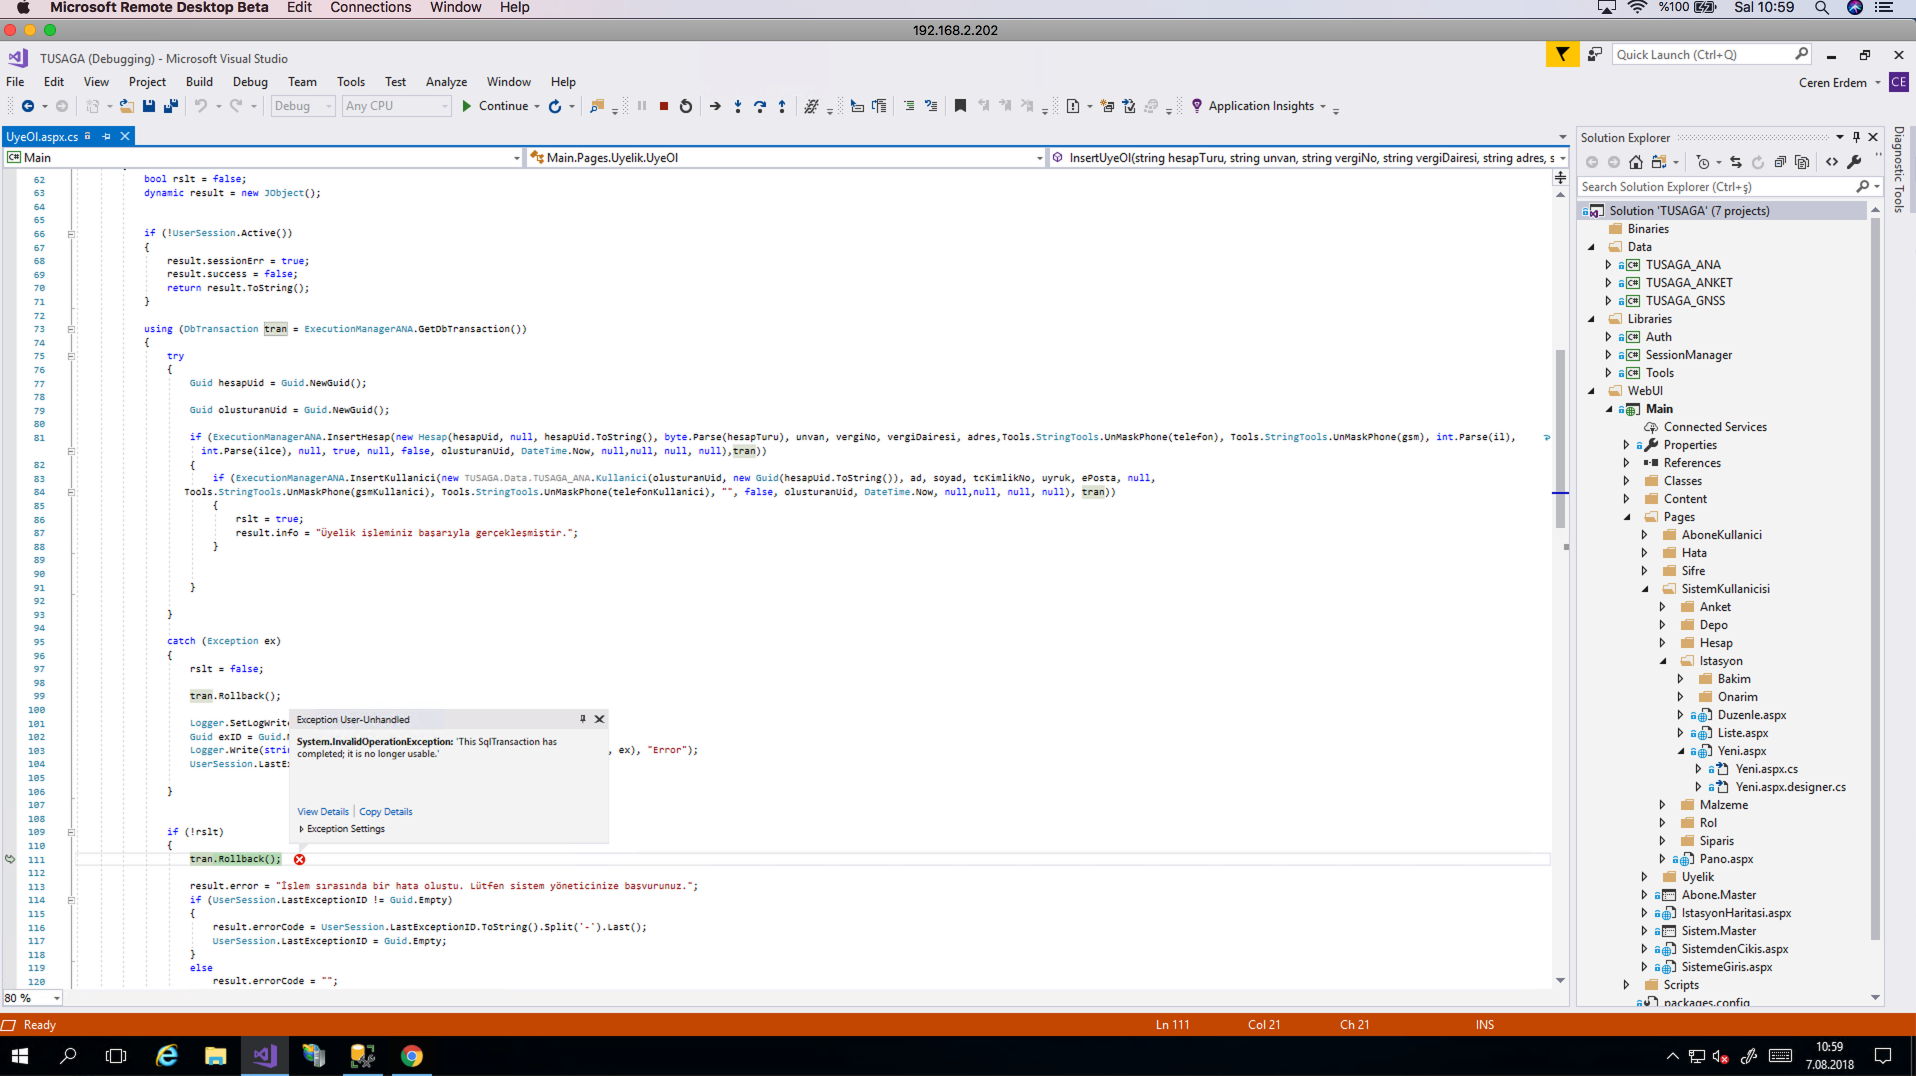 Microsoft Remote Desktop Beta Edit Connections Window Help %100 Sal 10:59
192.168.2.202
TUSAGA (Debugging) - Microsoft Visual Studio Quick Launch (Ctrl+Q)
File Edit View Project Build Debug Team Tools Test Analyze Window Help Ceren Erdem CE
Debug Any CPU Continue Application Insights
UyeOl.aspx.cs
Main Main.Pages.Uyelik.UyeOl InsertUyeOl(string hesapTuru, string unvan, string vergiNo, string vergiDairesi, string adres, s
62 bool rslt = false;
63 dynamic result = new JObject();
64
65
66 if (!UserSession.Active())
67 {
68 result.sessionErr = true;
69 result.success = false;
70 return result.ToString();
71 }
72
73 using (DbTransaction tran = ExecutionManagerANA.GetDbTransaction())
74 {
75 try
76 {
77 Guid hesapUid = Guid.NewGuid();
78
79 Guid olusturanUid = Guid.NewGuid();
80
81 if (ExecutionManagerANA.InsertHesap(new Hesap(hesapUid, null, hesapUid.ToString(), byte.Parse(hesapTuru), unvan, vergiNo, vergiDairesi, adres,Tools.StringTools.UnMaskPhone(telefon), Tools.StringTools.UnMaskPhone(gsm), int.Parse(il),
int.Parse(ilce), null, true, null, false, olusturanUid, DateTime.Now, null,null, null, null),tran))
82 {
83 if (ExecutionManagerANA.InsertKullanici(new TUSAGA.Data.TUSAGA_ANA.Kullanici(olusturanUid, new Guid(hesapUid.ToString()), ad, soyad, tcKimlikNo, uyruk, ePosta, null,
84 Tools.StringTools.UnMaskPhone(gsmKullanici), Tools.StringTools.UnMaskPhone(telefonKullanici), "", false, olusturanUid, DateTime.Now, null,null, null, null), tran))
85 {
86 rslt = true;
87 result.info = "Üyelik isleminiz başarıyla gerceklesmiştir.";
88 }
89
90
91 }
92
93 }
94
95 catch (Exception ex)
96 {
97 rslt = false;
98
99 tran.Rollback();
100
101 Logger.SetLogWrite
102 Guid exID = Guid.N
103 Logger.Write(strin , ex), "Error");
104 UserSession.LastE
105
106 }
107
108
109 if (!rslt)
110 {
111 tran.Rollback();
112
113 result.error = "İşlem sırasında bir hata oluştu. Lütfen sistem yöneticinize başvurunuz.";
114 if (UserSession.LastExceptionID != Guid.Empty)
115 {
116 result.errorCode = UserSession.LastExceptionID.ToString().Split('-').Last();
117 UserSession.LastExceptionID = Guid.Empty;
118 }
119 else
120 result.errorCode = "";
Exception User-Unhandled
System.InvalidOperationException: 'This SqlTransaction has
completed; it is no longer usable.'
View Details | Copy Details
Exception Settings
80 %
Solution Explorer
Search Solution Explorer (Ctrl+ş)
Solution 'TUSAGA' (7 projects)
Binaries
Data
C# TUSAGA_ANA
C# TUSAGA_ANKET
C# TUSAGA_GNSS
Libraries
C# Auth
C# SessionManager
C# Tools
WebUI
Main
Connected Services
Properties
References
Classes
Content
Pages
AboneKullanici
Hata
Sifre
SistemKullanicisi
Anket
Depo
Hesap
Istasyon
Bakim
Onarim
Duzenle.aspx
Liste.aspx
Yeni.aspx
Yeni.aspx.cs
Yeni.aspx.designer.cs
Malzeme
Rol
Siparis
Pano.aspx
Uyelik
Abone.Master
IstasyonHaritasi.aspx
Sistem.Master
SistemdenCikis.aspx
SistemeGiris.aspx
Scripts
packages.config
Diagnostic Tools
Ready Ln 111 Col 21 Ch 21 INS
10:59
7.08.2018